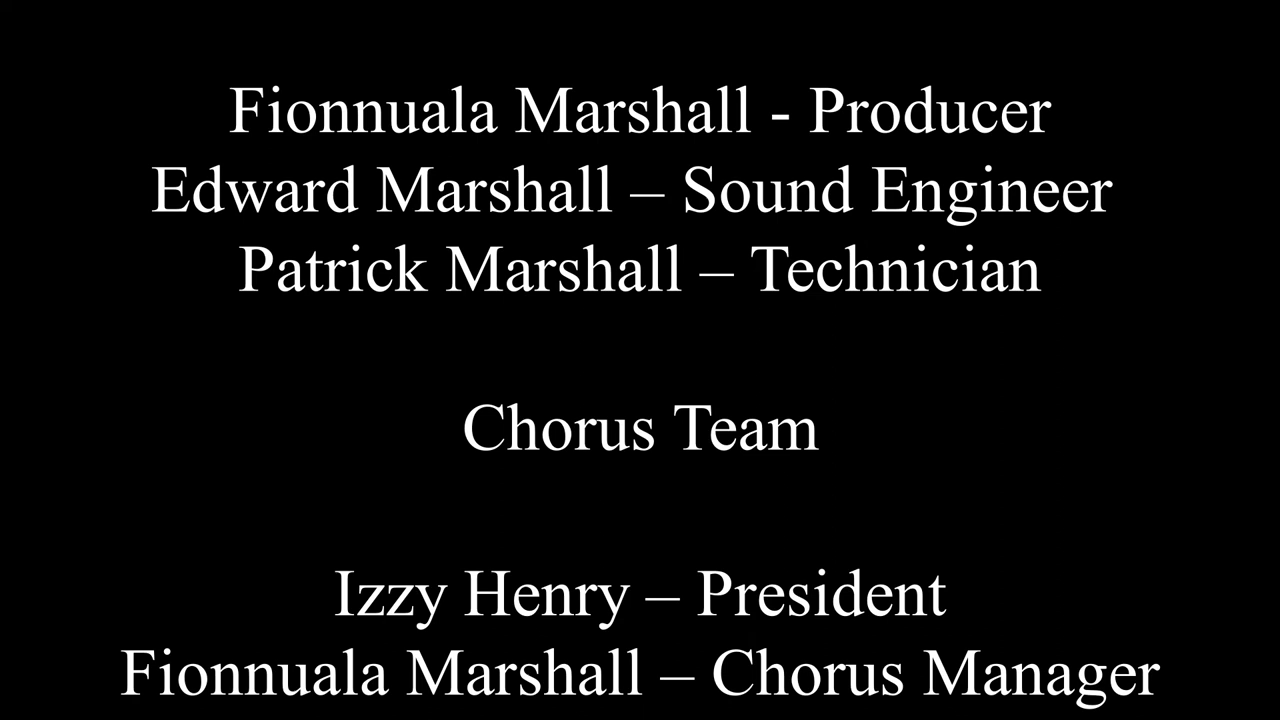 Fionnuala Marshall - Producer
Edward Marshall – Sound Engineer
Patrick Marshall – Technician
Chorus Team
Izzy Henry – President
Fionnuala Marshall – Chorus Manager